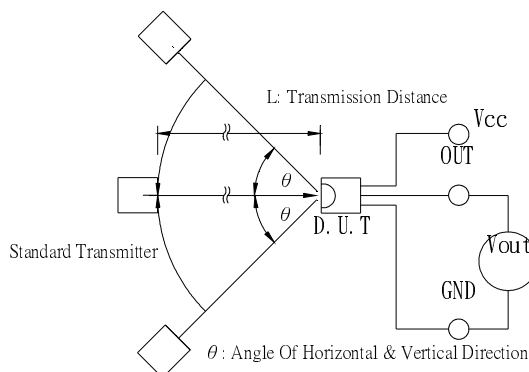 L: Transmission Distance
Vcc
OUT
θ
θ
D.U.T
Standard Transmitter
Vout
GND
θ: Angle Of Horizontal & Vertical Direction